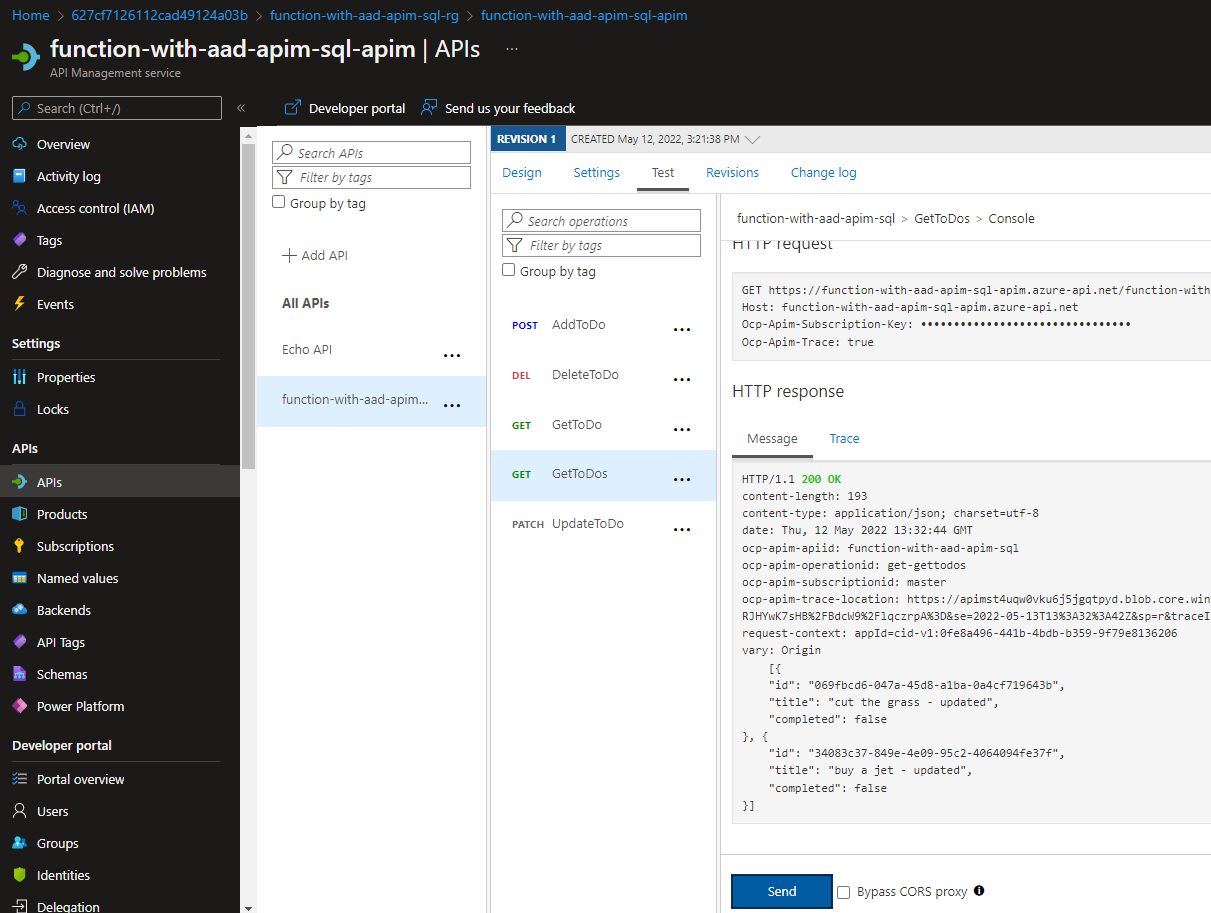 Home > 627cf7126112cad49124a03b > function-with-aad-apim-sql-rg > function-with-aad-apim-sql-apim
function-with-aad-apim-sql-apim | APIs ...
API Management service
Search (Ctrl+/)
«
Overview
Activity log
Access control (IAM)
Tags
Diagnose and solve problems
Events
Settings
Properties
Locks
APIs
APIs
Products
Subscriptions
Named values
Backends
API Tags
Schemas
Power Platform
Developer portal
Portal overview
Users
Groups
Identities
Delegation
Developer portal
Send us your feedback
Search APIs
Filter by tags
Group by tag
+ Add API
All APIs
Echo API ...
function-with-aad-apim... ...
REVISION 1 CREATED May 12, 2022, 3:21:38 PM
Design Settings Test Revisions Change log
Search operations
Filter by tags
Group by tag
POST AddToDo ...
DEL DeleteToDo ...
GET GetToDo ...
GET GetToDos ...
PATCH UpdateToDo ...
function-with-aad-apim-sql > GetToDos > Console
HTTP request
GET https://function-with-aad-apim-sql-apim.azure-api.net/function-with
Host: function-with-aad-apim-sql-apim.azure-api.net
Ocp-Apim-Subscription-Key: ••••••••••••••••••••••••••••••••
Ocp-Apim-Trace: true
HTTP response
Message Trace
HTTP/1.1 200 OK
content-length: 193
content-type: application/json; charset=utf-8
date: Thu, 12 May 2022 13:32:44 GMT
ocp-apim-apiid: function-with-aad-apim-sql
ocp-apim-operationid: get-gettodos
ocp-apim-subscriptionid: master
ocp-apim-trace-location: https://apimst4uqw0vku6j5jgqtpyd.blob.core.win
RJHYwK7sHB%2FBdcW9%2FlqczrpA%3D&se=2022-05-13T13%3A32%3A42Z&sp=r&traceI
request-context: appId=cid-v1:0fe8a496-441b-4bdb-b359-9f79e8136206
vary: Origin
[{
"id": "069fbcd6-047a-45d8-a1ba-0a4cf719643b",
"title": "cut the grass - updated",
"completed": false
}, {
"id": "34083c37-849e-4e09-95c2-4064094fe37f",
"title": "buy a jet - updated",
"completed": false
}]
Send
Bypass CORS proxy